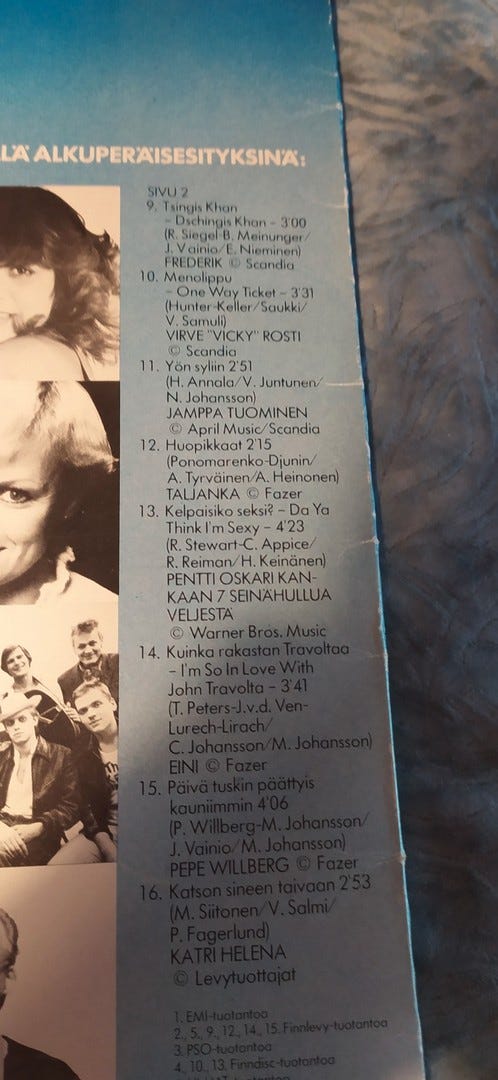 LÄ ALKUPERÄISESITYKSINÄ:
SIVU 2
9. Tsingis Khan
– Dschingis Khan – 3'00
(R. Siegel-B. Meinunger/
J. Vainio/E. Nieminen)
FREDERIK © Scandia
10. Menolippu
– One Way Ticket – 3'31
(Hunter-Keller/Saukki/
V. Samuli)
VIRVE "VICKY" ROSTI
© Scandia
11. Yön syliin 2'51
(H. Annala/V. Juntunen/
N. Johansson)
JAMPPA TUOMINEN
© April Music/Scandia
12. Huopikkaat 2'15
(Ponomarenko-Djunin/
A. Tyrväinen/A. Heinonen)
TALJANKA © Fazer
13. Kelpaisiko seksi? – Da Ya
Think I'm Sexy – 4'23
(R. Stewart-C. Appice/
R. Reiman/H. Keinänen)
PENTTI OSKARI KAN-
KAAN 7 SEINÄHULLUA
VELJESTÄ
© Warner Bros. Music
14. Kuinka rakastan Travoltaa
– I'm So In Love With
John Travolta – 3'41
(T. Peters-J.v.d. Ven-
Lurech-Lirach/
C. Johansson/M. Johansson)
EINI © Fazer
15. Päivä tuskin päättyis
kauniimmin 4'06
(P. Willberg-M. Johansson/
J. Vainio/M. Johansson)
PEPE WILLBERG © Fazer
16. Katson sineen taivaan 2'53
(M. Siitonen/V. Salmi/
P. Fagerlund)
KATRI HELENA
© Levytuottajat
1. EMI-tuotantoa
2., 5., 9., 12., 14., 15. Finnlevy-tuotantoa
3. PSO-tuotantoa
4., 10., 13. Finndisc-tuotantoa